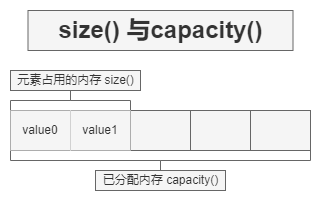 size() 与capacity()
元素占用的内存 size()
value0 value1
已分配内存 capacity()